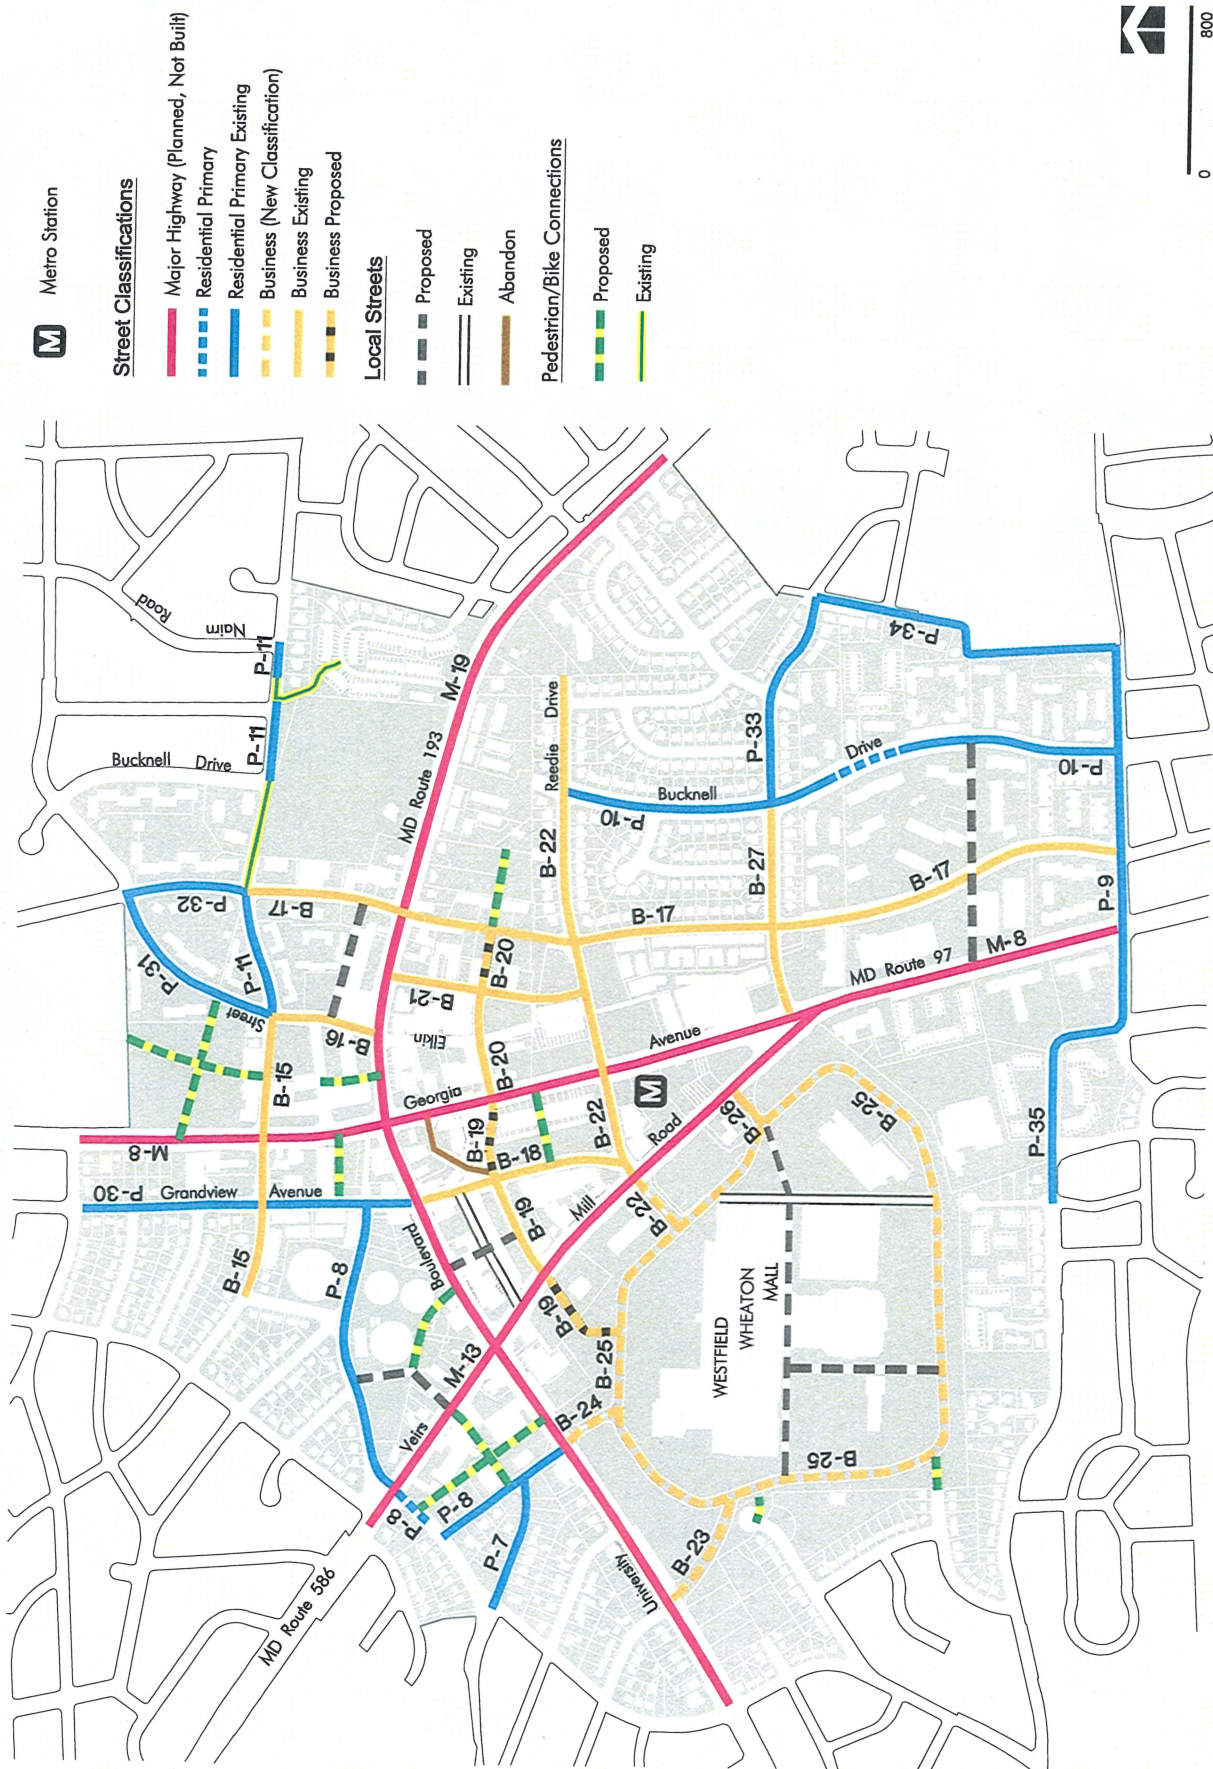 Metro Station
M
Street Classifications
Major Highway (Planned, Not Built)
Residential Primary
Residential Primary Existing
Business (New Classification)
Business Existing
Business Proposed
Local Streets
Proposed
Existing
Abandon
Pedestrian/Bike Connections
Proposed
Existing
0
800
Nairn
Road
P-11
P-11
Bucknell Drive
P-32
P-31
P-11
B-17
Street
B-16
B-15
M-8
P-30
Grandview Avenue
B-15
P-8
MD Route 193
M-19
Elkin
B-21
B-20
B-20
Georgia
Avenue
B-19
B-18
B-19
B-22
B-22
Reedie Drive
B-22
B-17
Bucknell
Drive
P-10
P-33
B-27
P-34
P-10
B-17
P-9
M-8
MD Route 97
M
Mill
Road
B-26
B-25
P-35
Boulevard
M-13
Veirs
B-19
B-25
B-24
WESTFIELD
WHEATON
MALL
B-25
B-23
University
P-8
P-8
P-7
MD Route 586